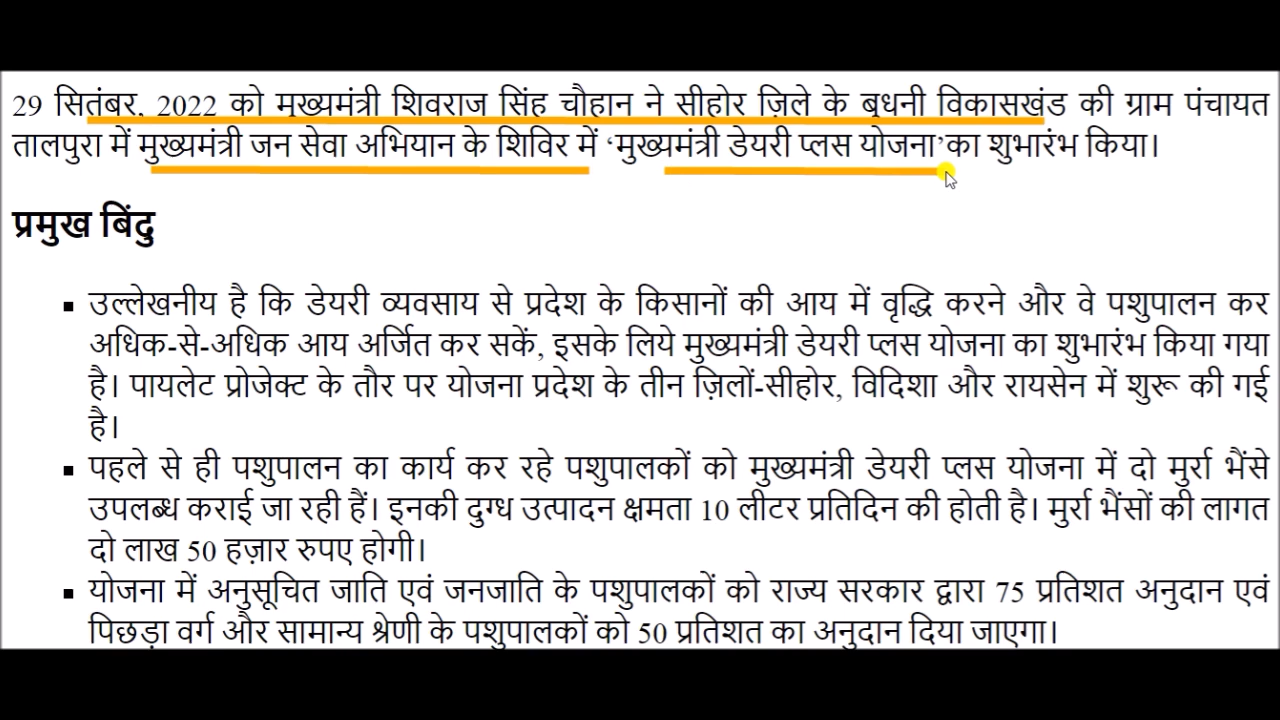 29 सितंबर, 2022 को मुख्यमंत्री शिवराज सिंह चौहान ने सीहोर ज़िले के बुधनी विकासखंड की ग्राम पंचायत
तालपुरा में मुख्यमंत्री जन सेवा अभियान के शिविर में ‘मुख्यमंत्री डेयरी प्लस योजना’का शुभारंभ किया।
प्रमुख बिंदु
▪ उल्लेखनीय है कि डेयरी व्यवसाय से प्रदेश के किसानों की आय में वृद्धि करने और वे पशुपालन कर
अधिक-से-अधिक आय अर्जित कर सकें, इसके लिये मुख्यमंत्री डेयरी प्लस योजना का शुभारंभ किया गया
है। पायलेट प्रोजेक्ट के तौर पर योजना प्रदेश के तीन ज़िलों-सीहोर, विदिशा और रायसेन में शुरू की गई
है।
▪ पहले से ही पशुपालन का कार्य कर रहे पशुपालकों को मुख्यमंत्री डेयरी प्लस योजना में दो मुर्रा भैंसे
उपलब्ध कराई जा रही हैं। इनकी दुग्ध उत्पादन क्षमता 10 लीटर प्रतिदिन की होती है। मुर्रा भैंसों की लागत
दो लाख 50 हज़ार रुपए होगी।
▪ योजना में अनुसूचित जाति एवं जनजाति के पशुपालकों को राज्य सरकार द्वारा 75 प्रतिशत अनुदान एवं
पिछड़ा वर्ग और सामान्य श्रेणी के पशुपालकों को 50 प्रतिशत का अनुदान दिया जाएगा।